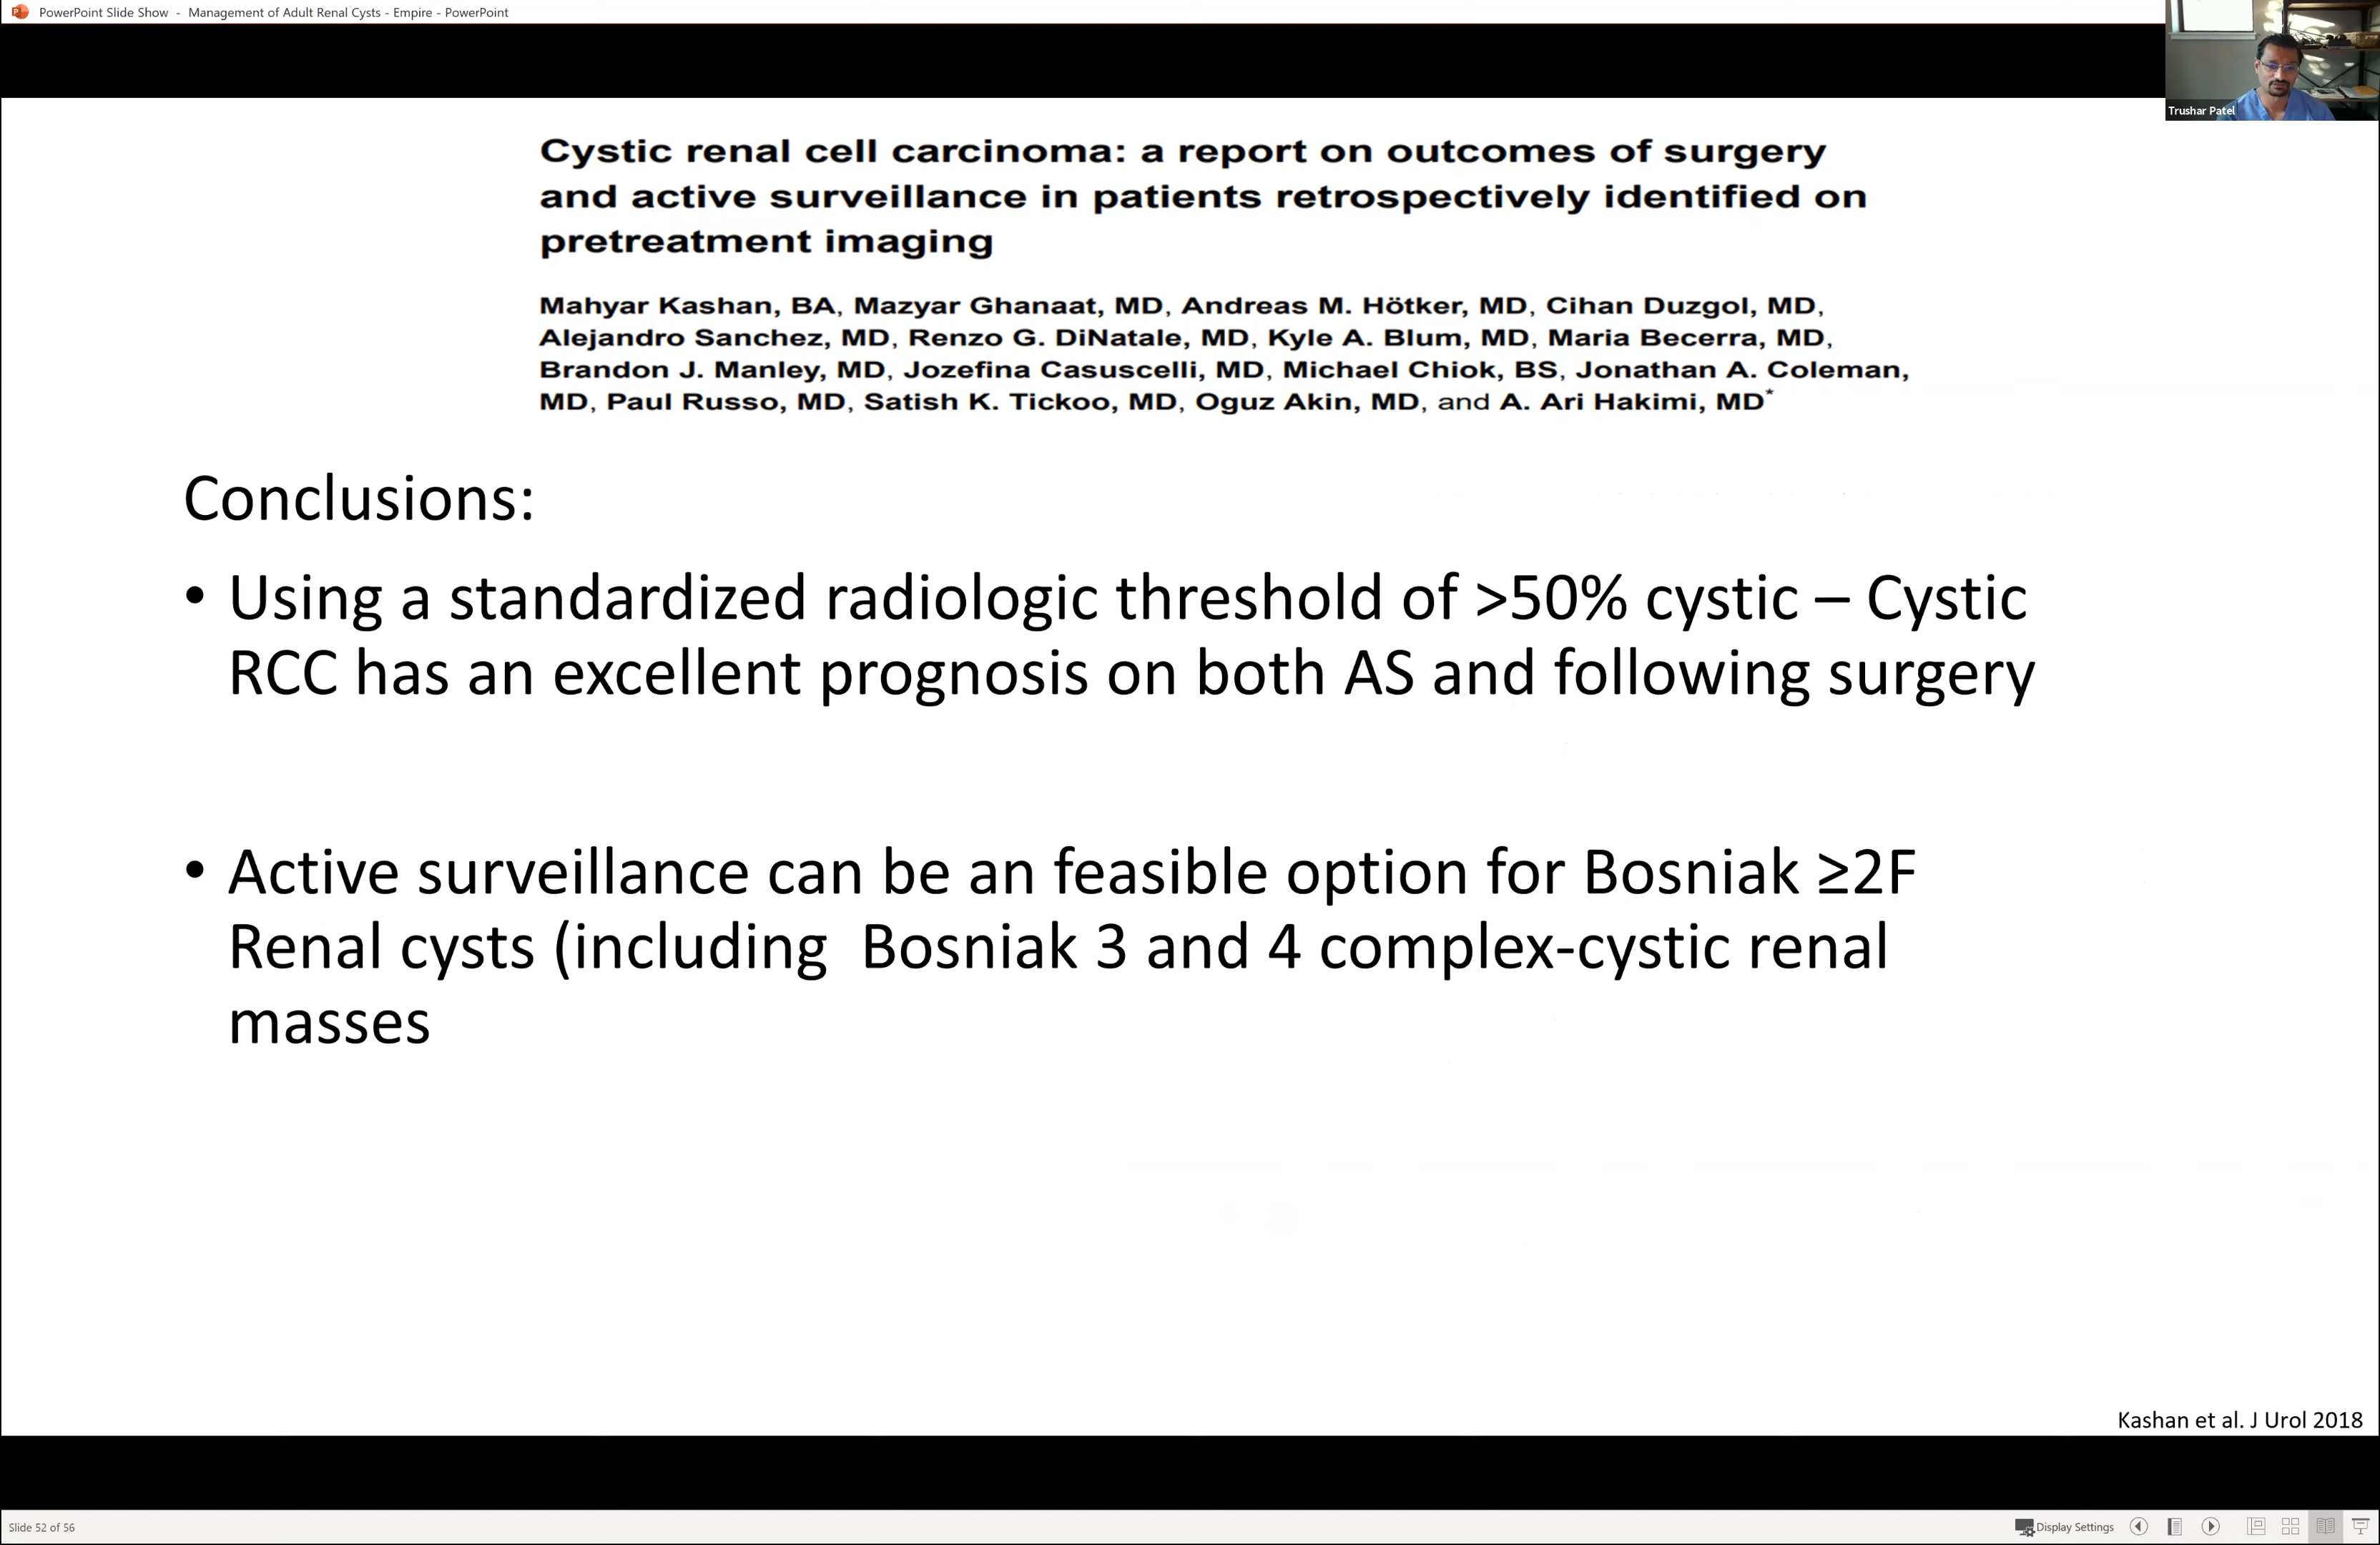 PowerPoint Slide Show - Management of Adult Renal Cysts - Empire - PowerPoint
Trushar Patel
Cystic renal cell carcinoma: a report on outcomes of surgery
and active surveillance in patients retrospectively identified on
pretreatment imaging
Mahyar Kashan, BA, Mazyar Ghanaat, MD, Andreas M. Hötker, MD, Cihan Duzgol, MD,
Alejandro Sanchez, MD, Renzo G. DiNatale, MD, Kyle A. Blum, MD, Maria Becerra, MD,
Brandon J. Manley, MD, Jozefina Casuscelli, MD, Michael Chiok, BS, Jonathan A. Coleman,
MD, Paul Russo, MD, Satish K. Tickoo, MD, Oguz Akin, MD, and A. Ari Hakimi, MD*
Conclusions:
• Using a standardized radiologic threshold of >50% cystic – Cystic
RCC has an excellent prognosis on both AS and following surgery
• Active surveillance can be an feasible option for Bosniak ≥2F
Renal cysts (including  Bosniak 3 and 4 complex-cystic renal
masses
Kashan et al. J Urol 2018
Slide 52 of 56
Display Settings